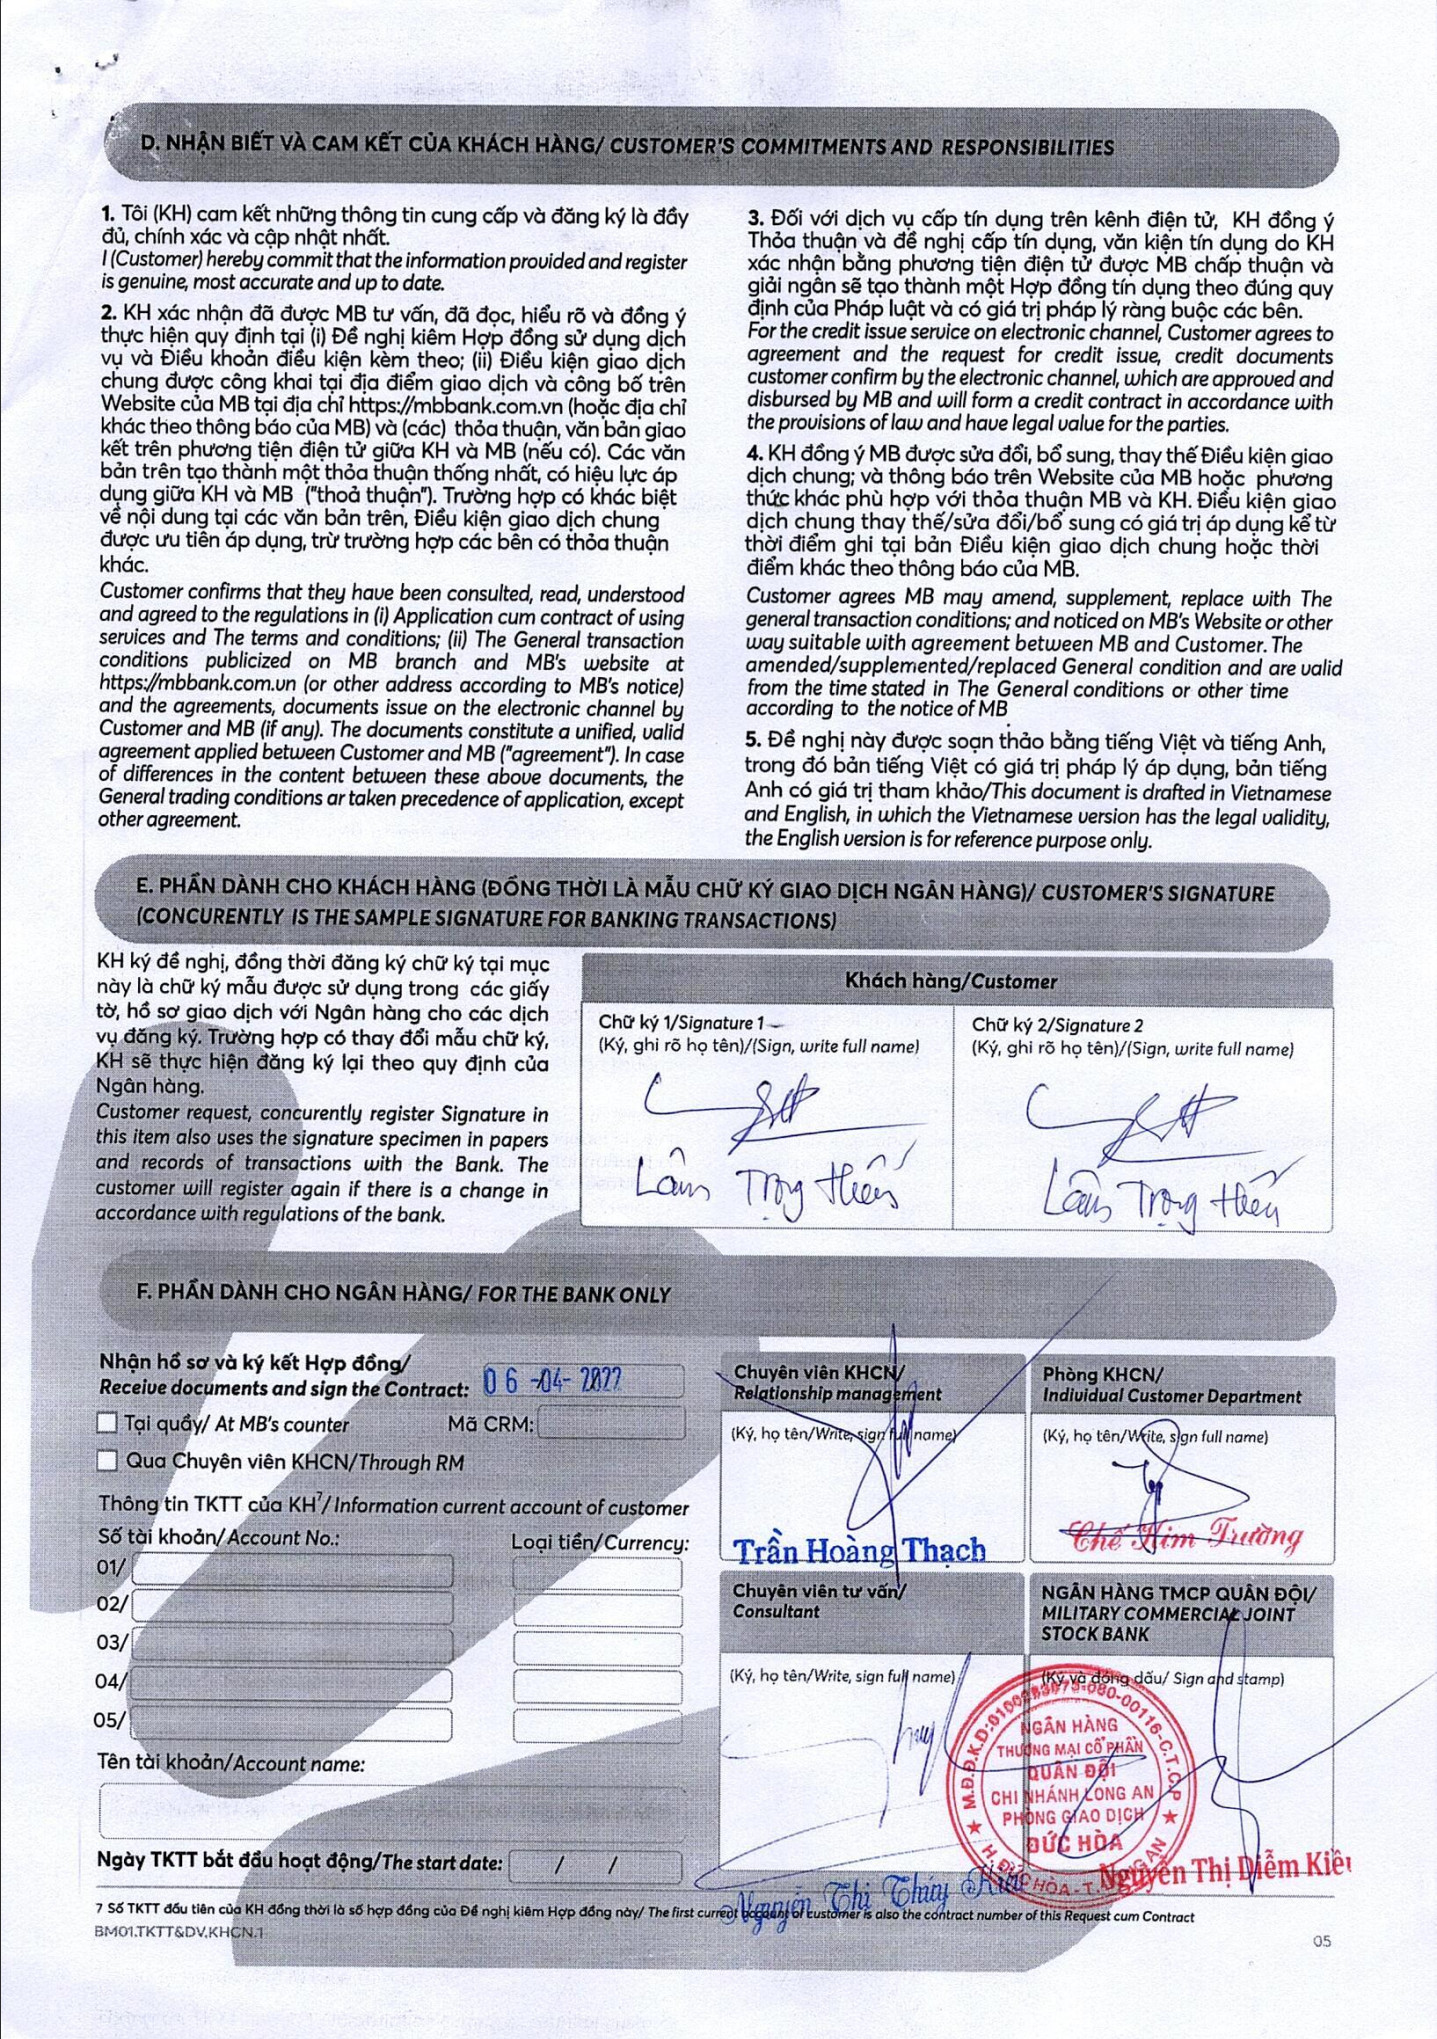 D. NHẬN BIẾT VÀ CAM KẾT CỦA KHÁCH HÀNG/ CUSTOMER'S COMMITMENTS AND RESPONSIBILITIES
1. Tôi (KH) cam kết những thông tin cung cấp và đăng ký là đầy
đủ, chính xác và cập nhật nhất.
I (Customer) hereby commit that the information provided and register
is genuine, most accurate and up to date.
2. KH xác nhận đã được MB tư vấn, đã đọc, hiểu rõ và đồng ý
thực hiện quy định tại (i) Đề nghị kiêm Hợp đồng sử dụng dịch
vụ và Điều khoản điều kiện kèm theo; (ii) Điều kiện giao dịch
chung được công khai tại địa điểm giao dịch và công bố trên
Website của MB tại địa chỉ https://mbbank.com.vn (hoặc địa chỉ
khác theo thông báo của MB) và (các) thỏa thuận, văn bản giao
kết trên phương tiện điện tử giữa KH và MB (nếu có). Các văn
bản trên tạo thành một thỏa thuận thống nhất, có hiệu lực áp
dụng giữa KH và MB ("thoả thuận"). Trường hợp có khác biệt
về nội dung tại các văn bản trên, Điều kiện giao dịch chung
được ưu tiên áp dụng, trừ trường hợp các bên có thỏa thuận
khác.
Customer confirms that they have been consulted, read, understood
and agreed to the regulations in (i) Application cum contract of using
services and The terms and conditions; (ii) The General transaction
conditions publicized on MB branch and MB's website at
https://mbbank.com.vn (or other address according to MB's notice)
and the agreements, documents issue on the electronic channel by
Customer and MB (if any). The documents constitute a unified, valid
agreement applied between Customer and MB ("agreement"). In case
of differences in the content between these above documents, the
General trading conditions ar taken precedence of application, except
other agreement.
3. Đối với dịch vụ cấp tín dụng trên kênh điện tử, KH đồng ý
Thỏa thuận và đề nghị cấp tín dụng, văn kiện tín dụng do KH
xác nhận bằng phương tiện điện tử được MB chấp thuận và
giải ngân sẽ tạo thành một Hợp đồng tín dụng theo đúng quy
định của Pháp luật và có giá trị pháp lý ràng buộc các bên.
For the credit issue service on electronic channel, Customer agrees to
agreement and the request for credit issue, credit documents
customer confirm by the electronic channel, which are approved and
disbursed by MB and will form a credit contract in accordance with
the provisions of law and have legal value for the parties.
4. KH đồng ý MB được sửa đổi, bổ sung, thay thế Điều kiện giao
dịch chung; và thông báo trên Website của MB hoặc phương
thức khác phù hợp với thỏa thuận MB và KH. Điều kiện giao
dịch chung thay thế/sửa đổi/bổ sung có giá trị áp dụng kể từ
thời điểm ghi tại bản Điều kiện giao dịch chung hoặc thời
điểm khác theo thông báo của MB.
Customer agrees MB may amend, supplement, replace with The
general transaction conditions; and noticed on MB's Website or other
way suitable with agreement between MB and Customer. The
amended/supplemented/replaced General condition and are valid
from the time stated in The General conditions or other time
according to the notice of MB
5. Đề nghị này được soạn thảo bằng tiếng Việt và tiếng Anh,
trong đó bản tiếng Việt có giá trị pháp lý áp dụng, bản tiếng
Anh có giá trị tham khảo/This document is drafted in Vietnamese
and English, in which the Vietnamese version has the legal validity,
the English version is for reference purpose only.
E. PHẦN DÀNH CHO KHÁCH HÀNG (ĐỒNG THỜI LÀ MẪU CHỮ KÝ GIAO DỊCH NGÂN HÀNG)/ CUSTOMER'S SIGNATURE
(CONCURENTLY IS THE SAMPLE SIGNATURE FOR BANKING TRANSACTIONS)
KH ký đề nghị, đồng thời đăng ký chữ ký tại mục
này là chữ ký mẫu được sử dụng trong các giấy
tờ, hồ sơ giao dịch với Ngân hàng cho các dịch
vụ đăng ký. Trường hợp có thay đổi mẫu chữ ký,
KH sẽ thực hiện đăng ký lại theo quy định của
Ngân hàng.
Customer request, concurently register Signature in
this item also uses the signature specimen in papers
and records of transactions with the Bank. The
customer will register again if there is a change in
accordance with regulations of the bank.
Khách hàng/Customer
Chữ ký 1/Signature 1
(Ký, ghi rõ họ tên)/(Sign, write full name)
Lâm Trọng Hiếu
Chữ ký 2/Signature 2
(Ký, ghi rõ họ tên)/(Sign, write full name)
Lâm Trọng Hiếu
F. PHẦN DÀNH CHO NGÂN HÀNG/ FOR THE BANK ONLY
Nhận hồ sơ và ký kết Hợp đồng/
Receive documents and sign the Contract: 06-04-2022
Tại quầy/ At MB's counter Mã CRM:
Qua Chuyên viên KHCN/Through RM
Thông tin TKTT của KH7/Information current account of customer
Số tài khoản/Account No.: Loại tiền/Currency:
01/
02/
03/
04/
05/
Tên tài khoản/Account name:
Ngày TKTT bắt đầu hoạt động/The start date: / /
Chuyên viên KHCN/
Relationship management
(Ký, họ tên/Write, sign full name)
Trần Hoàng Thạch
Phòng KHCN/
Individual Customer Department
(Ký, họ tên/Write, sign full name)
Chế Kim Trường
Chuyên viên tư vấn/
Consultant
(Ký, họ tên/Write, sign full name)
Nguyễn Thị Thúy
NGÂN HÀNG TMCP QUÂN ĐỘI/
MILITARY COMMERCIAL JOINT
STOCK BANK
(Ký và đóng dấu/ Sign and stamp)
NGÂN HÀNG
THƯƠNG MẠI CỔ PHẦN
QUÂN ĐỘI
CHI NHÁNH LONG AN
PHÒNG GIAO DỊCH
ĐỨC HÒA
Nguyễn Thị Diễm Kiều
7 Số TKTT đầu tiên của KH đồng thời là số hợp đồng của Đề nghị kiêm Hợp đồng này/ The first current account of customer is also the contract number of this Request cum Contract
BM01.TKTT&DV.KHCN.1
05